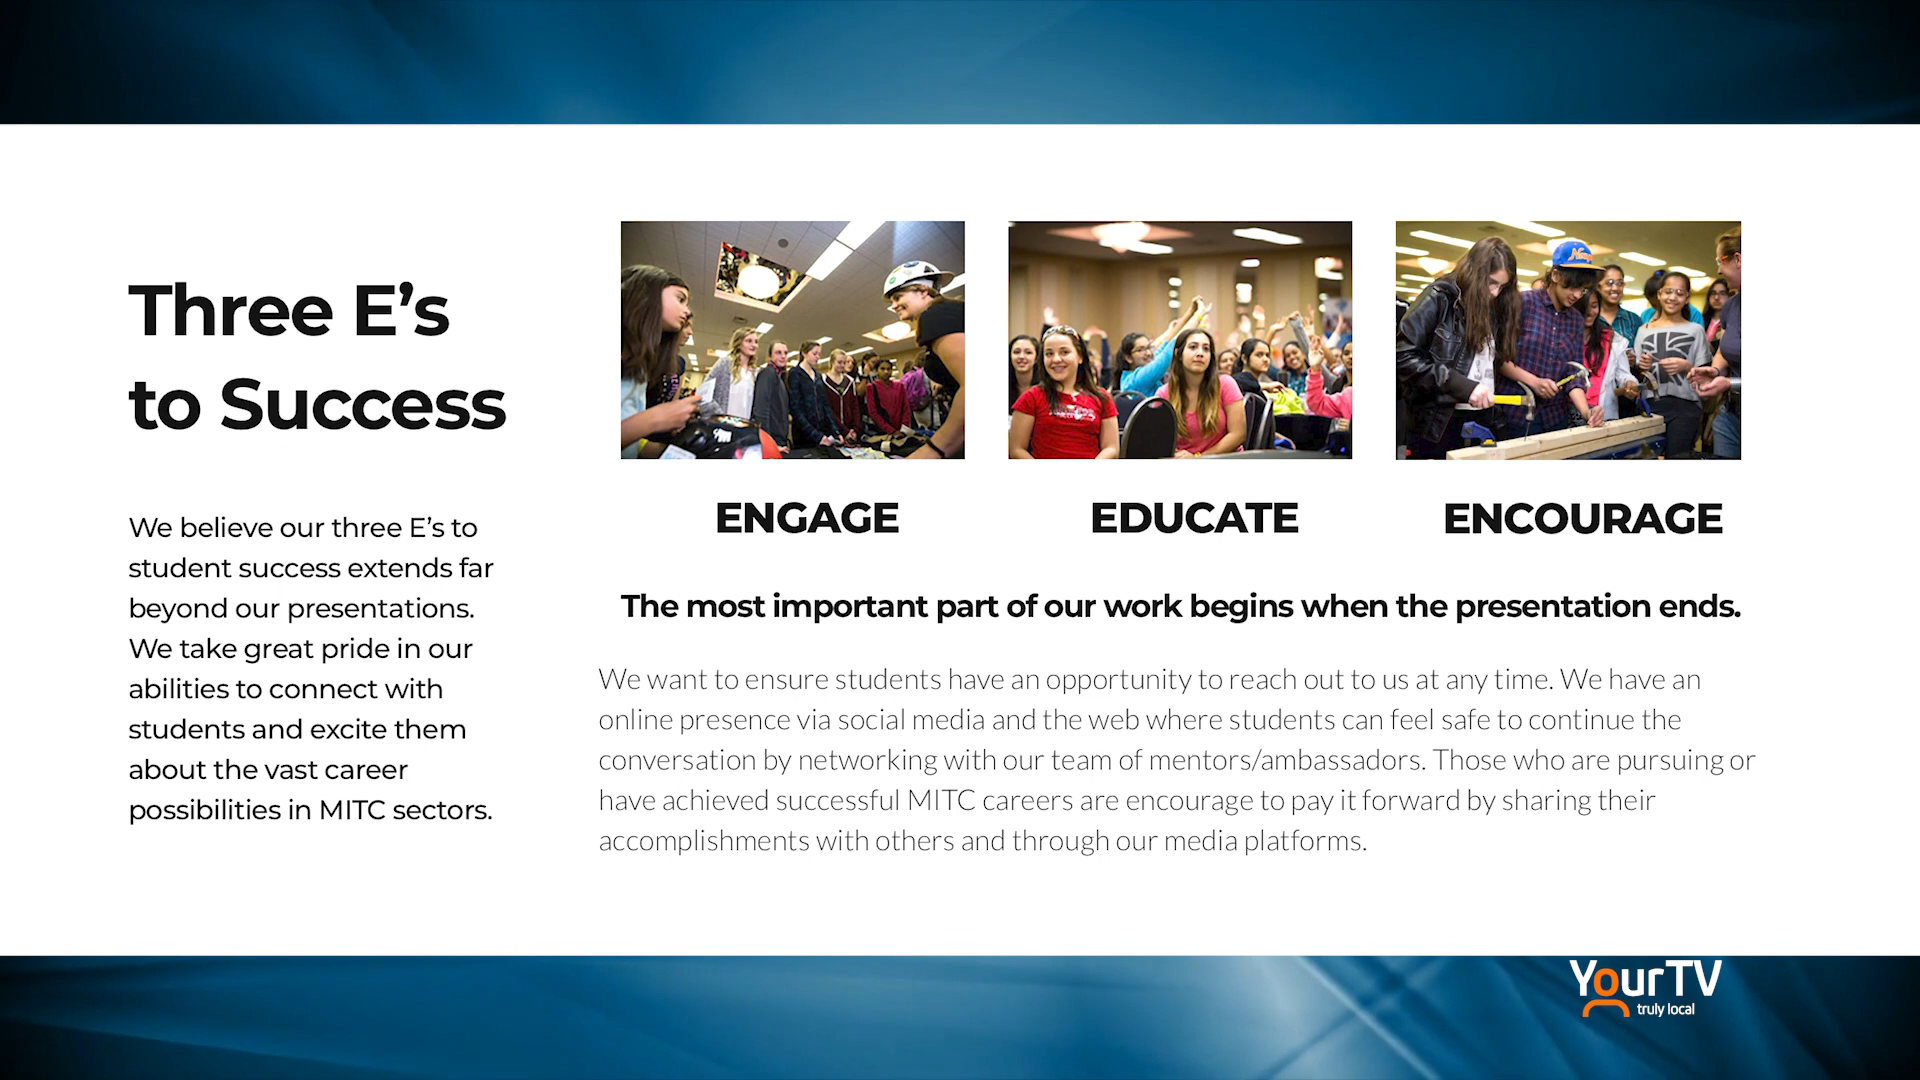 Three E’s
to Success
We believe our three E’s to
student success extends far
beyond our presentations.
We take great pride in our
abilities to connect with
students and excite them
about the vast career
possibilities in MITC sectors.
ENGAGE
EDUCATE
ENCOURAGE
The most important part of our work begins when the presentation ends.
We want to ensure students have an opportunity to reach out to us at any time. We have an
online presence via social media and the web where students can feel safe to continue the
conversation by networking with our team of mentors/ambassadors. Those who are pursuing or
have achieved successful MITC careers are encourage to pay it forward by sharing their
accomplishments with others and through our media platforms.
YourTV
truly local